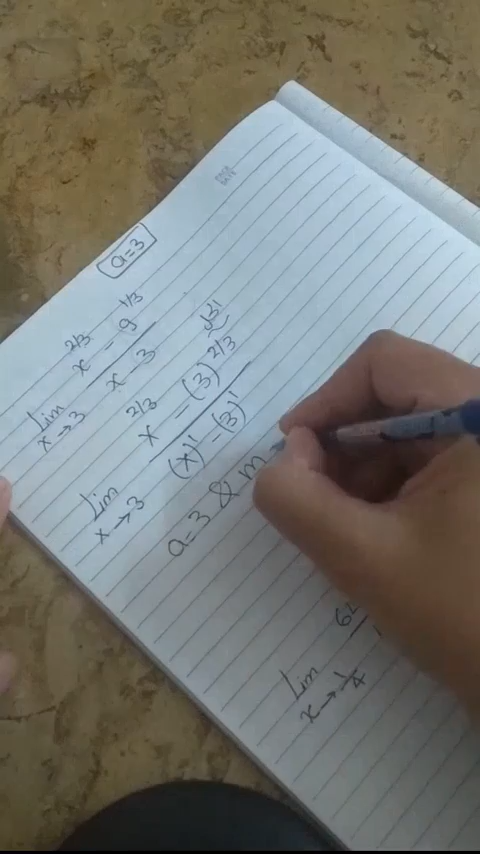 a=3
Lim x→3 x^2/3 - 9^1/3 / x 3
Lim x→3 x^2/3 - (3)^2/3 / (x)^1 - (3)^1
a=3 & m
Lim x→1/4